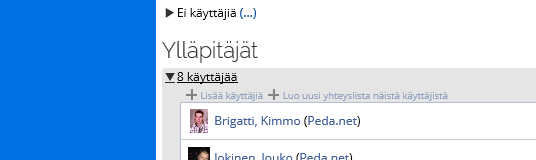 ▶ Ei käyttäjiä (...)
Ylläpitäjät
▼ 8 käyttäjää
+ Lisää käyttäjiä + Luo uusi yhteyslista näistä käyttäjistä
Brigatti, Kimmo (Peda.net)
Jokinen, Jouko (Peda.net)